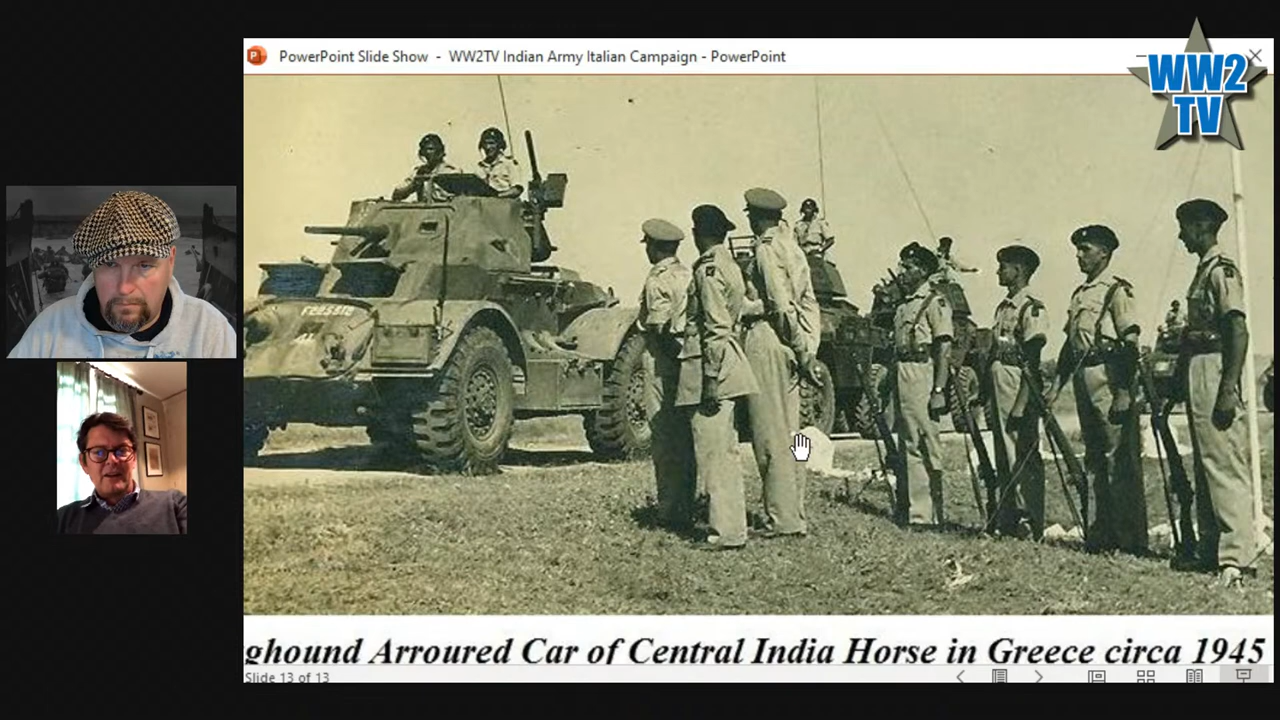 PowerPoint Slide Show - WW2TV Indian Army Italian Campaign - PowerPoint
WW2
TV
ghound Arroured Car of Central India Horse in Greece circa 1945
Slide 13 of 13